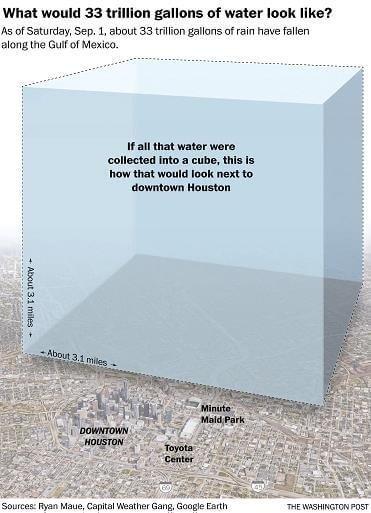 What would 33 trillion gallons of water look like?
As of Saturday, Sep. 1, about 33 trillion gallons of rain have fallen
along the Gulf of Mexico.
If all that water were
collected into a cube, this is
how that would look next to
downtown Houston
About 3.1 miles
About 3.1 miles
Minute
Maid Park
DOWNTOWN
HOUSTON
Toyota
Center
69
45
Sources: Ryan Maue, Capital Weather Gang, Google Earth
THE WASHINGTON POST